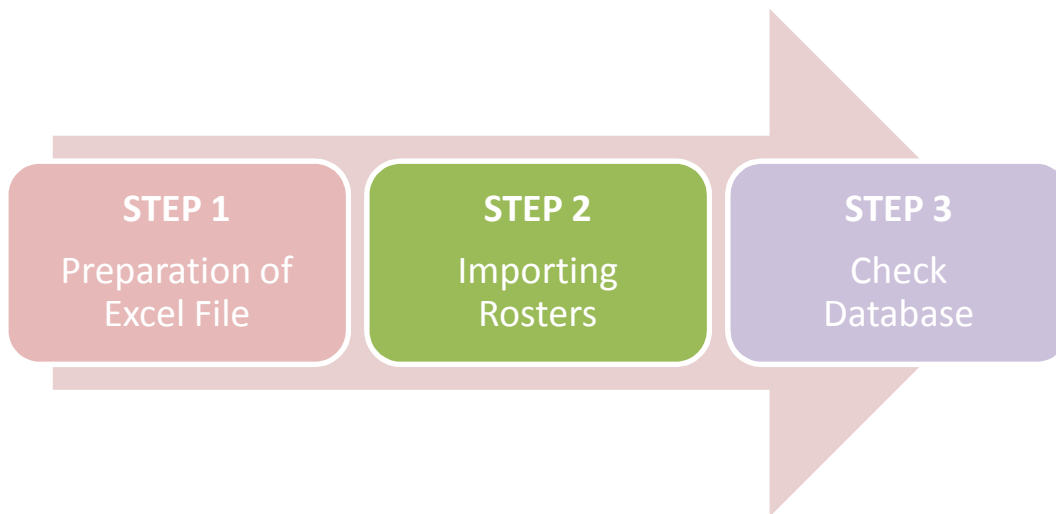 STEP 1
Preparation of
Excel File
STEP 2
Importing
Rosters
STEP 3
Check
Database